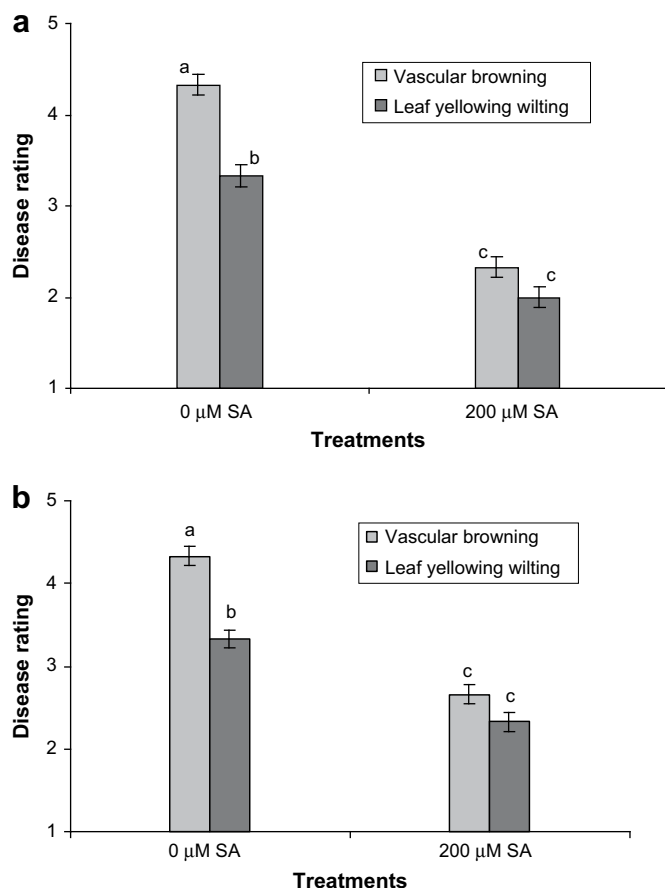 a
5
4
3
2
1
Disease rating
a
b
c
c
Vascular browning
Leaf yellowing wilting
0 μM SA
200 μM SA
Treatments
b
5
4
3
2
1
Disease rating
a
b
c
c
Vascular browning
Leaf yellowing wilting
0 μM SA
200 μM SA
Treatments